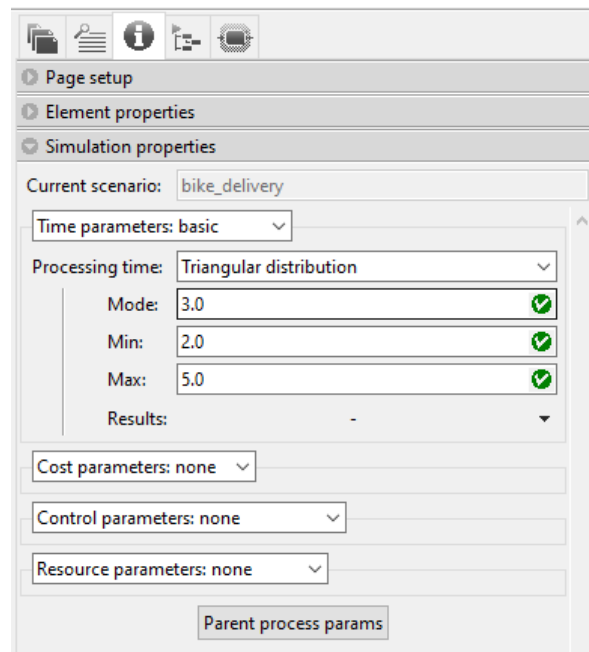 Page setup
Element properties
Simulation properties
Current scenario: bike_delivery
Time parameters: basic
Processing time: Triangular distribution
Mode: 3.0
Min: 2.0
Max: 5.0
Results: -
Cost parameters: none
Control parameters: none
Resource parameters: none
Parent process params